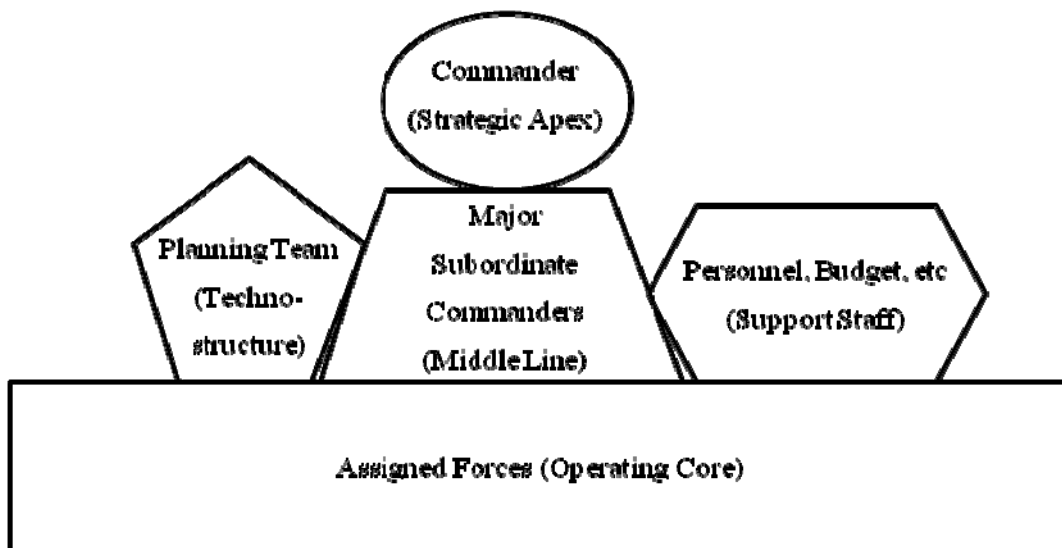 Commander
(Strategic Apex)
Planning Team
(Techno-
structure)
Major
Subordinate
Commanders
(Middle Line)
Personnel, Budget, etc
(Support Staff)
Assigned Forces (Operating Core)